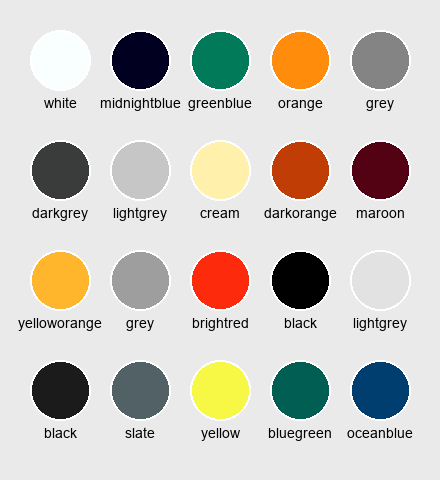 white midnightblue greenblue orange grey
darkgrey lightgrey cream darkorange maroon
yelloworange grey brightred black lightgrey
black slate yellow bluegreen oceanblue